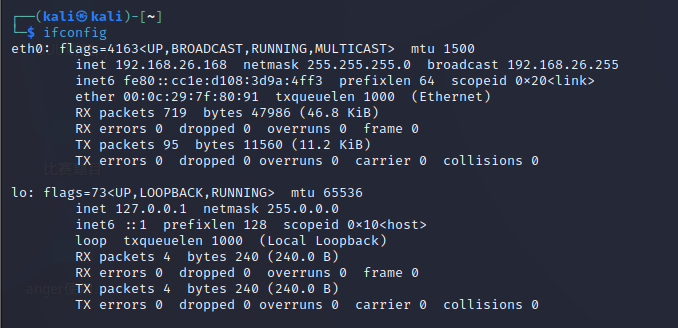 ┌──(kali㉿kali)-[~]
└─$ ifconfig
eth0: flags=4163<UP,BROADCAST,RUNNING,MULTICAST>  mtu 1500
        inet 192.168.26.168  netmask 255.255.255.0  broadcast 192.168.26.255
        inet6 fe80::cc1e:d108:3d9a:4ff3  prefixlen 64  scopeid 0×20<link>
        ether 00:0c:29:7f:80:91  txqueuelen 1000  (Ethernet)
        RX packets 719  bytes 47986 (46.8 KiB)
        RX errors 0  dropped 0  overruns 0  frame 0
        TX packets 95  bytes 11560 (11.2 KiB)
        TX errors 0  dropped 0 overruns 0  carrier 0  collisions 0

lo: flags=73<UP,LOOPBACK,RUNNING>  mtu 65536
        inet 127.0.0.1  netmask 255.0.0.0
        inet6 ::1  prefixlen 128  scopeid 0×10<host>
        loop  txqueuelen 1000  (Local Loopback)
        RX packets 4  bytes 240 (240.0 B)
        RX errors 0  dropped 0  overruns 0  frame 0
        TX packets 4  bytes 240 (240.0 B)
        TX errors 0  dropped 0 overruns 0  carrier 0  collisions 0